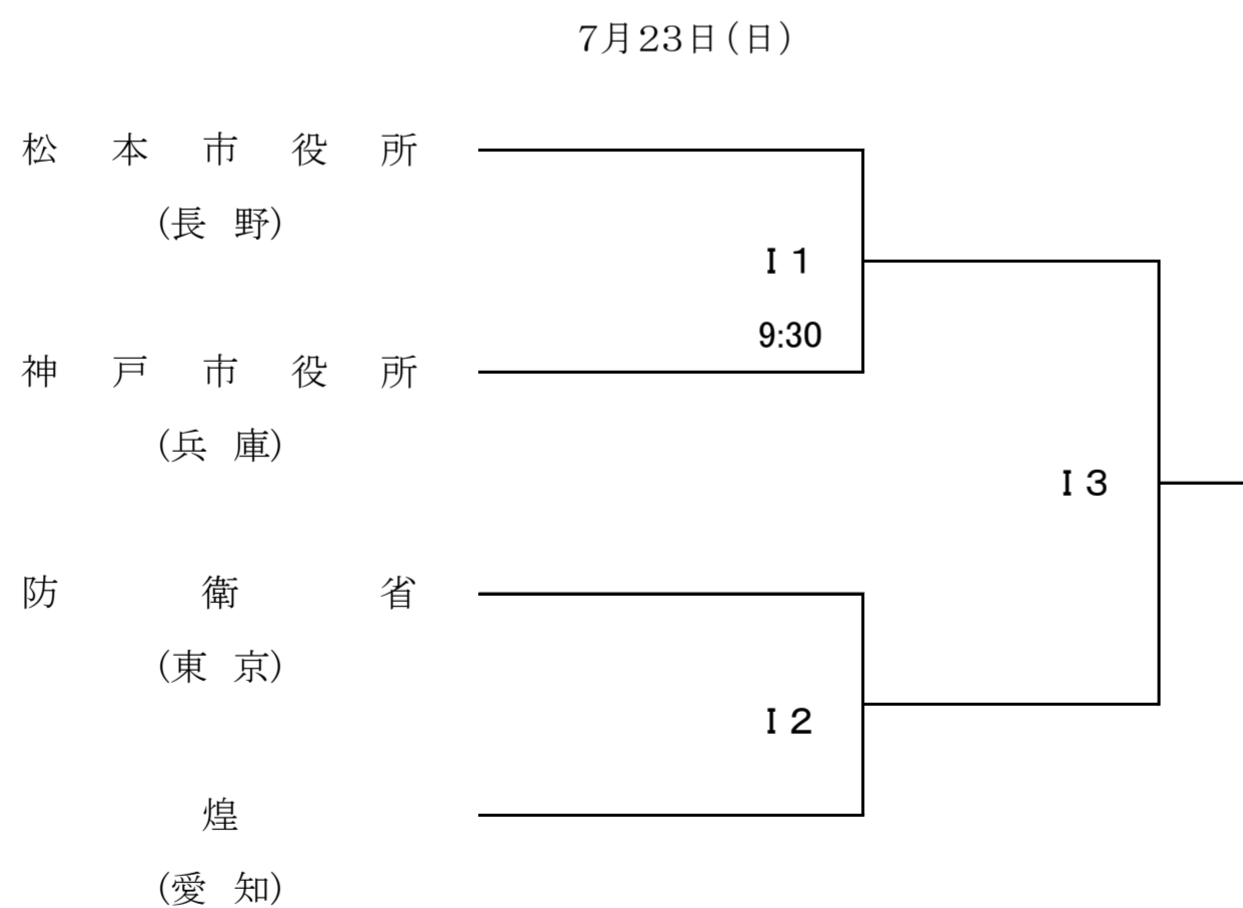 7月23日(日)
松本市役所
(長野)
I 1
9:30
神戸市役所
(兵庫)
I 3
防衛省
(東京)
I 2
煌
(愛知)